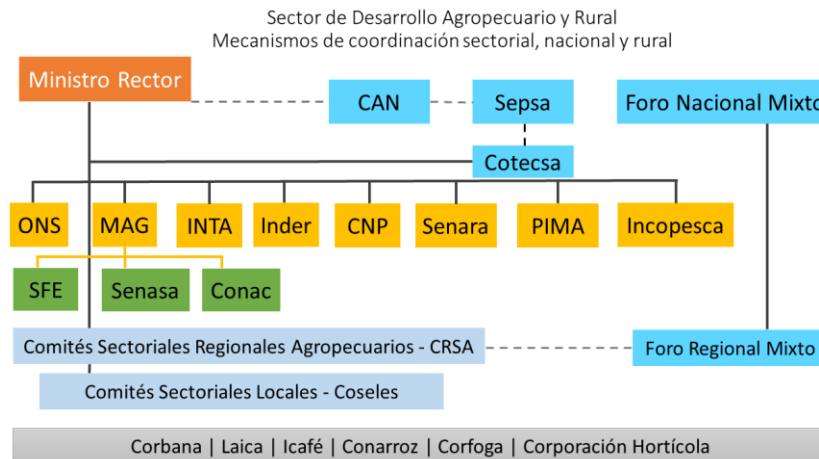 Sector de Desarrollo Agropecuario y Rural
Mecanismos de coordinación sectorial, nacional y rural
Ministro Rector
CAN
Sepsa
Foro Nacional Mixto
Cotecsa
ONS
MAG
INTA
Inder
CNP
Senara
PIMA
Incopesca
SFE
Senasa
Conac
Comités Sectoriales Regionales Agropecuarios - CRSA
Foro Regional Mixto
Comités Sectoriales Locales - Coseles
Corbana | Laica | Icafé | Conarroz | Corfoga | Corporación Hortícola